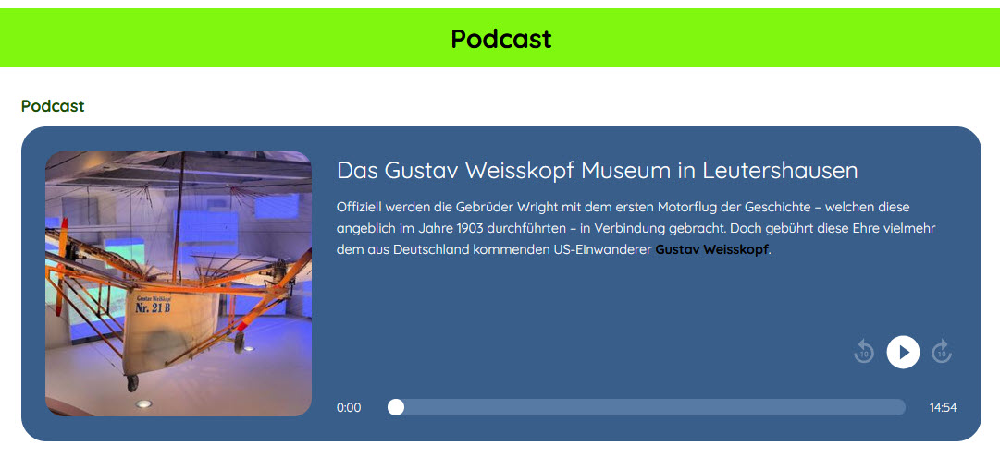 Podcast
Podcast
Das Gustav Weisskopf Museum in Leutershausen
Offiziell werden die Gebrüder Wright mit dem ersten Motorflug der Geschichte – welchen diese
angeblich im Jahre 1903 durchführten – in Verbindung gebracht. Doch gebührt diese Ehre vielmehr
dem aus Deutschland kommenden US-Einwanderer Gustav Weisskopf.
Gustav Weißkopf
Nr. 21 B
10
10
0:00
14:54